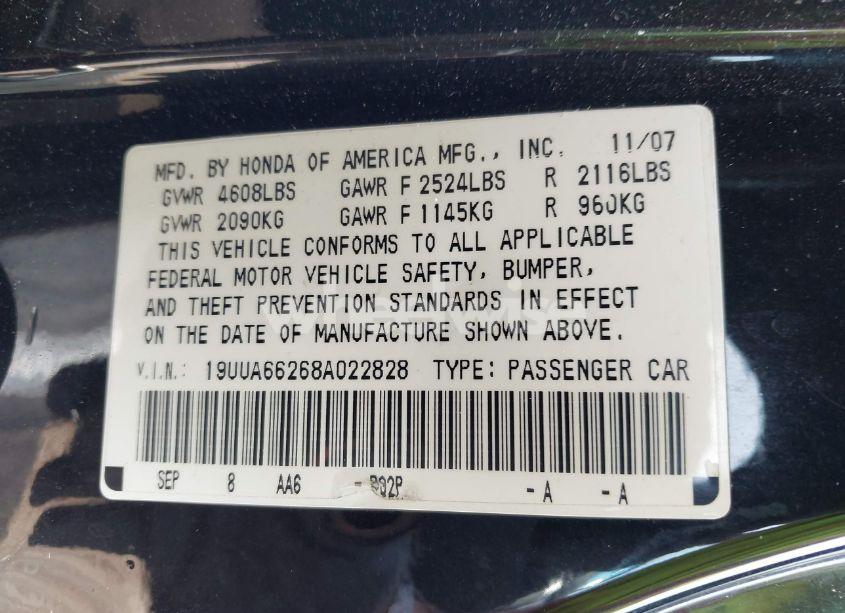 MFD. BY HONDA OF AMERICA MFG., INC. 11/07
GVWR 4608LBS GAWR F 2524LBS R 2116LBS
GVWR 2090KG GAWR F 1145KG R 960KG
THIS VEHICLE CONFORMS TO ALL APPLICABLE
FEDERAL MOTOR VEHICLE SAFETY, BUMPER,
AND THEFT PREVENTION STANDARDS IN EFFECT
ON THE DATE OF MANUFACTURE SHOWN ABOVE.
V.I.N.: 19UUA66268A022828 TYPE: PASSENGER CAR
SEP 8 AA6 - B92P - A - A